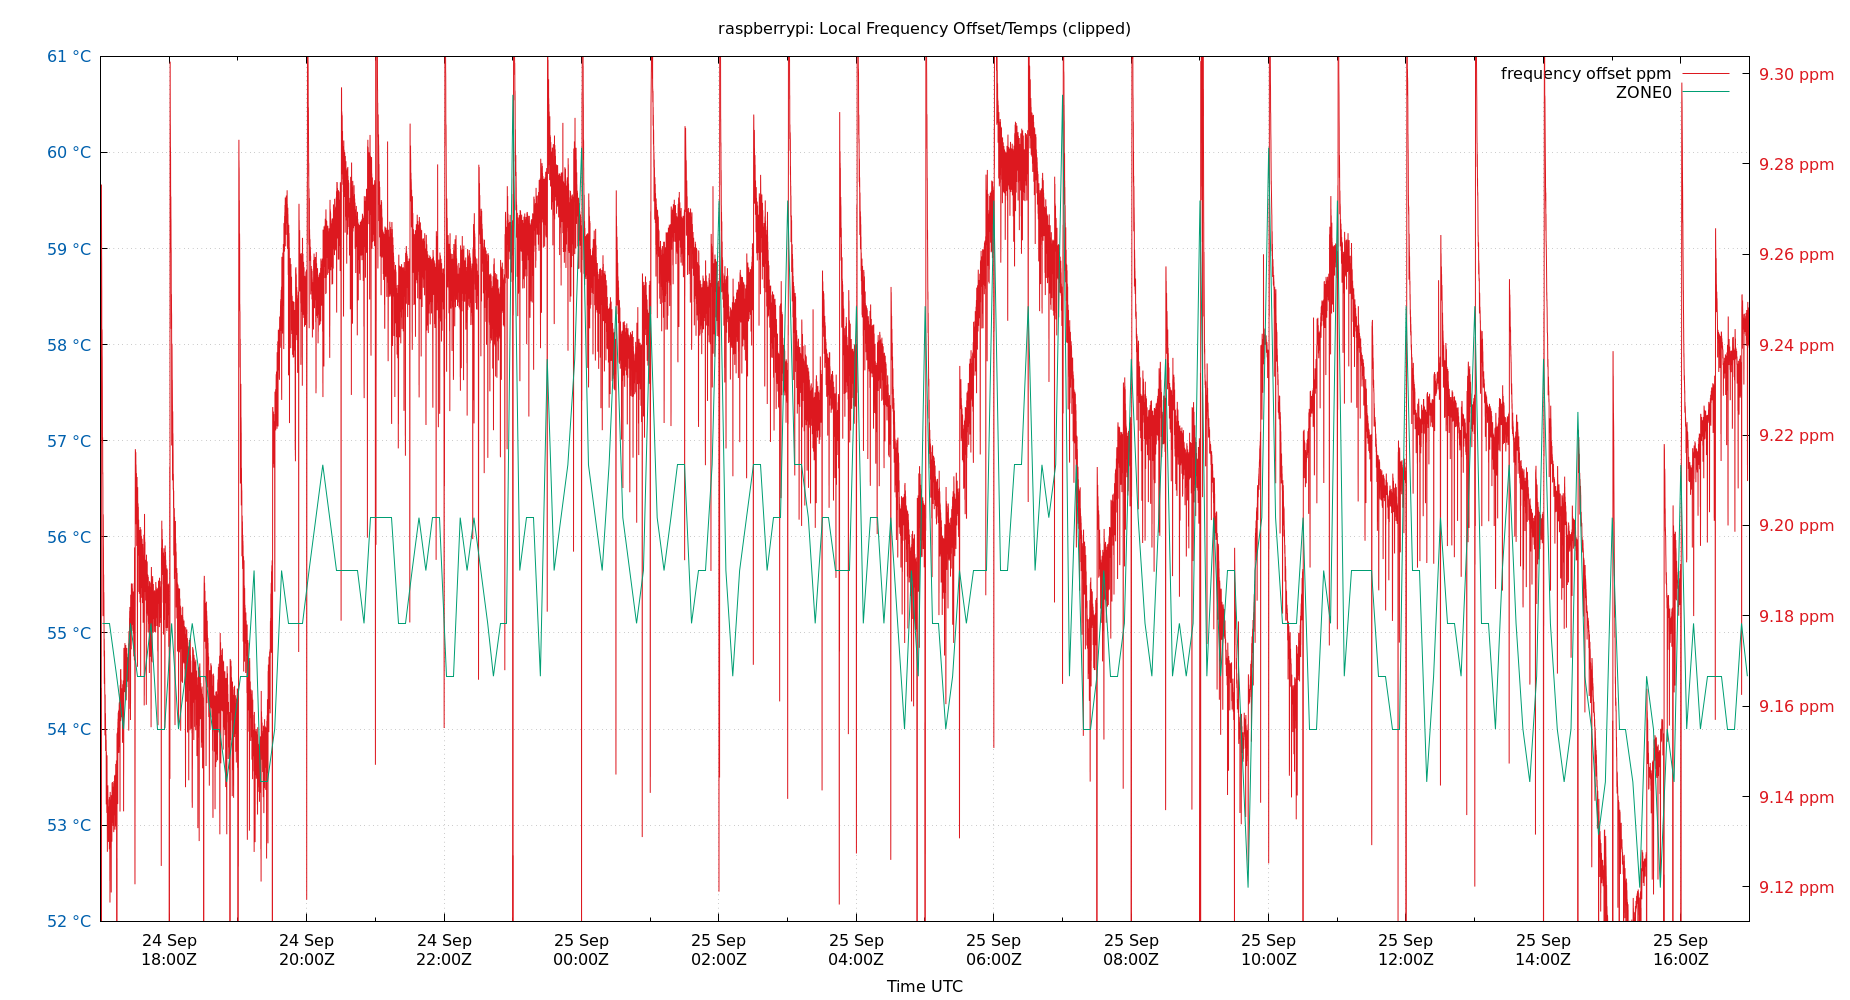 raspberrypi: Local Frequency Offset/Temps (clipped)
61 °C
60 °C
59 °C
58 °C
57 °C
56 °C
55 °C
54 °C
53 °C
52 °C
frequency offset ppm
ZONE0
9.30 ppm
9.28 ppm
9.26 ppm
9.24 ppm
9.22 ppm
9.20 ppm
9.18 ppm
9.16 ppm
9.14 ppm
9.12 ppm
24 Sep 24 Sep 24 Sep 25 Sep 25 Sep 25 Sep 25 Sep 25 Sep 25 Sep 25 Sep 25 Sep 25 Sep
18:00Z 20:00Z 22:00Z 00:00Z 02:00Z 04:00Z 06:00Z 08:00Z 10:00Z 12:00Z 14:00Z 16:00Z
Time UTC